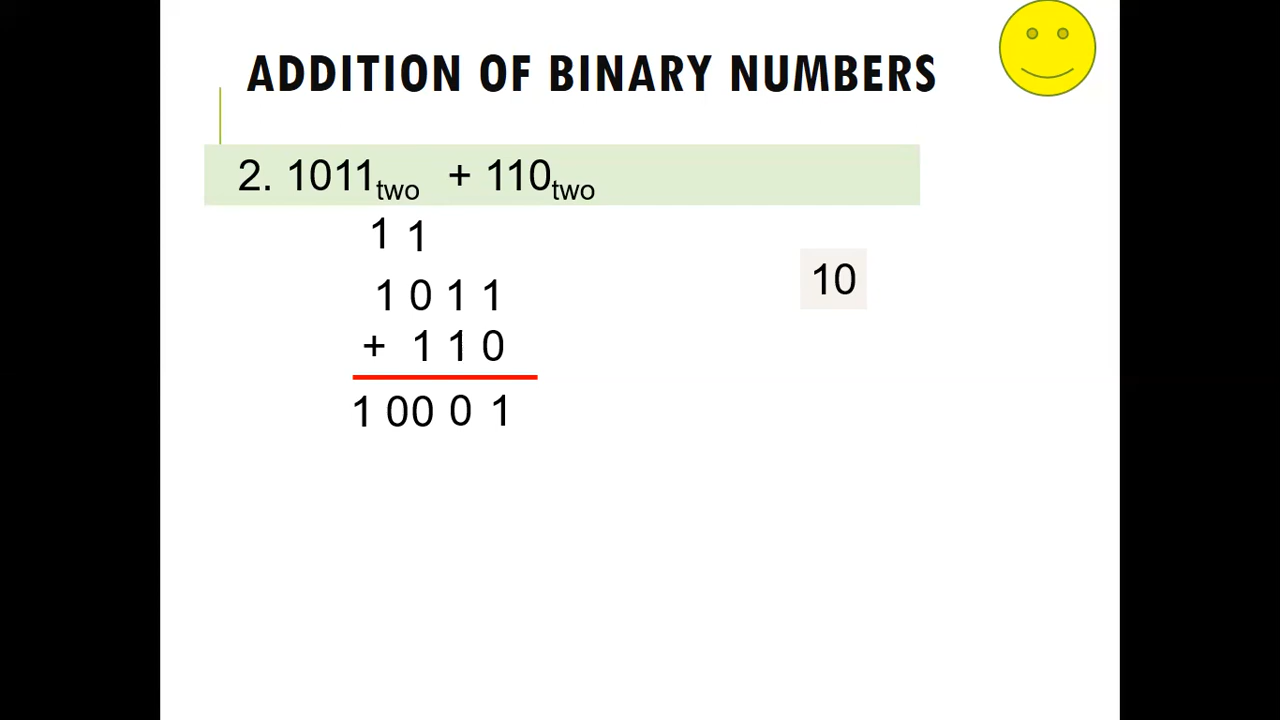 ADDITION OF BINARY NUMBERS
2. 1011two + 110two
1 1
10
1 0 1 1
+ 1 1 0
1 00 0 1